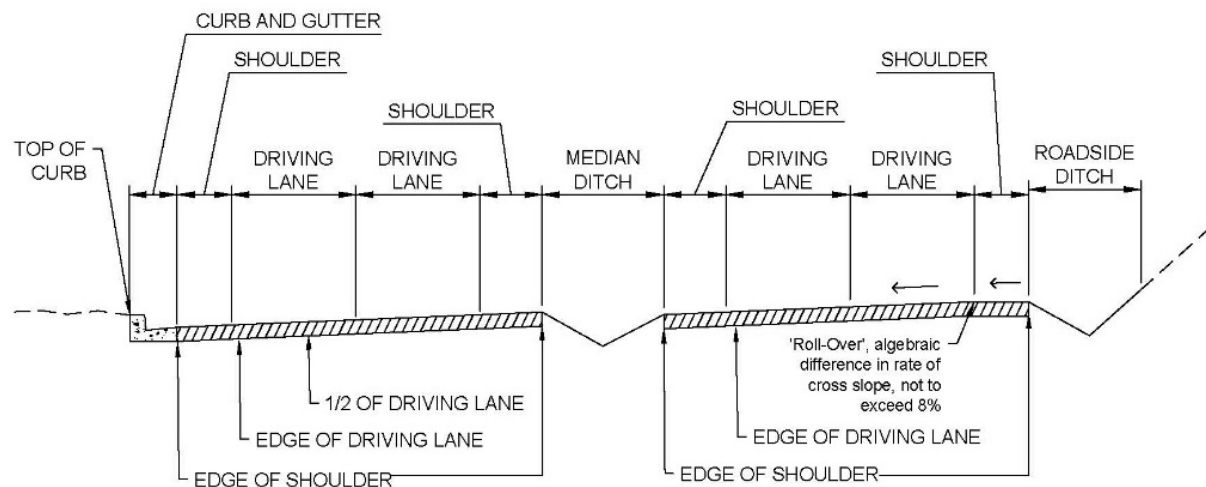 CURB AND GUTTER
SHOULDER
SHOULDER
SHOULDER
SHOULDER
TOP OF
CURB
DRIVING
LANE
DRIVING
LANE
MEDIAN
DITCH
DRIVING
LANE
DRIVING
LANE
ROADSIDE
DITCH
'Roll-Over', algebraic
difference in rate of
cross slope, not to
exceed 8%
1/2 OF DRIVING LANE
EDGE OF DRIVING LANE
EDGE OF SHOULDER
EDGE OF DRIVING LANE
EDGE OF SHOULDER